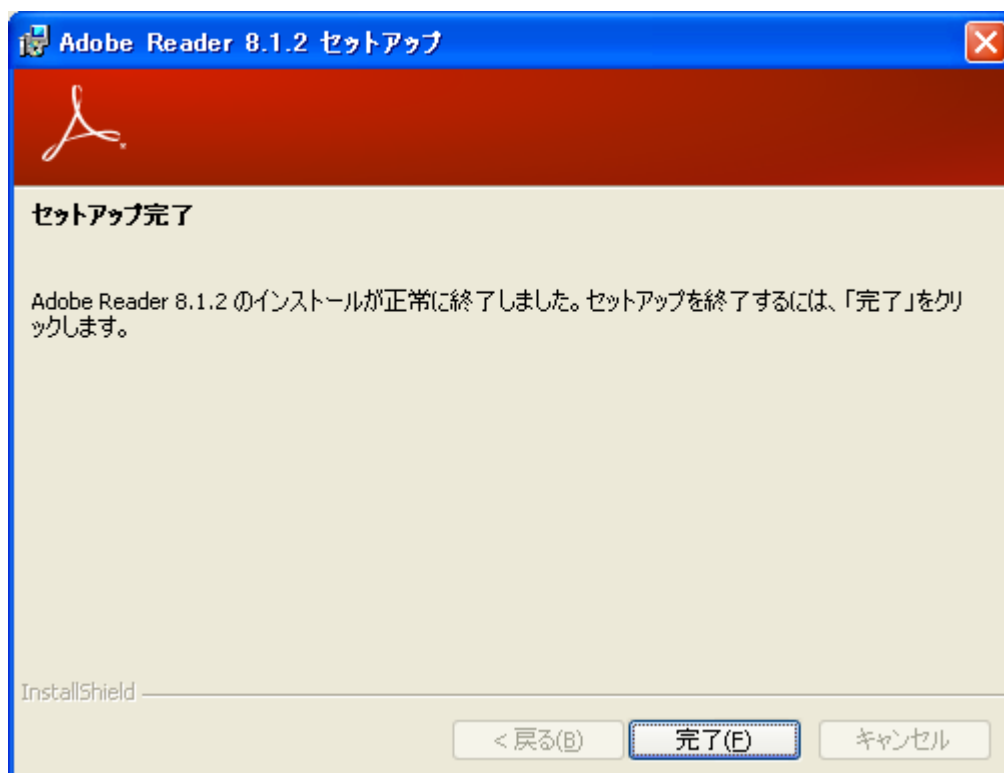 Adobe Reader 8.1.2 セットアップ
セットアップ完了
Adobe Reader 8.1.2 のインストールが正常に終了しました。セットアップを終了するには、「完了」をクリ
ックします。
InstallShield
< 戻る(B)
完了(F)
キャンセル